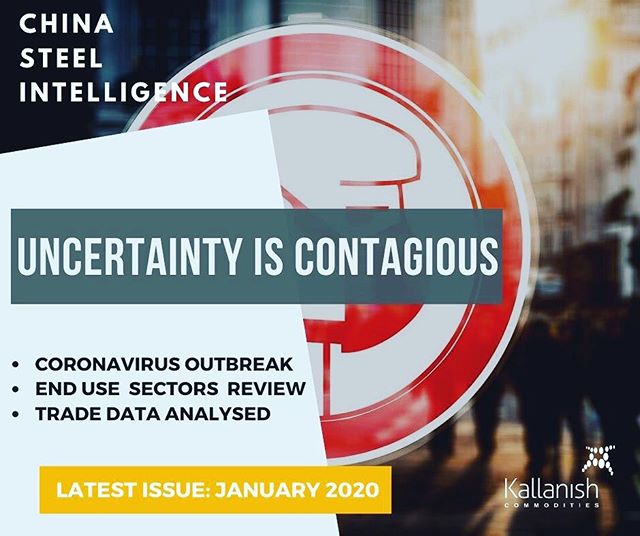 CHINA
STEEL
INTELLIGENCE
UNCERTAINTY IS CONTAGIOUS
• CORONAVIRUS OUTBREAK
• END USE SECTORS REVIEW
• TRADE DATA ANALYSED
LATEST ISSUE: JANUARY 2020
Kallanish
COMMODITIES